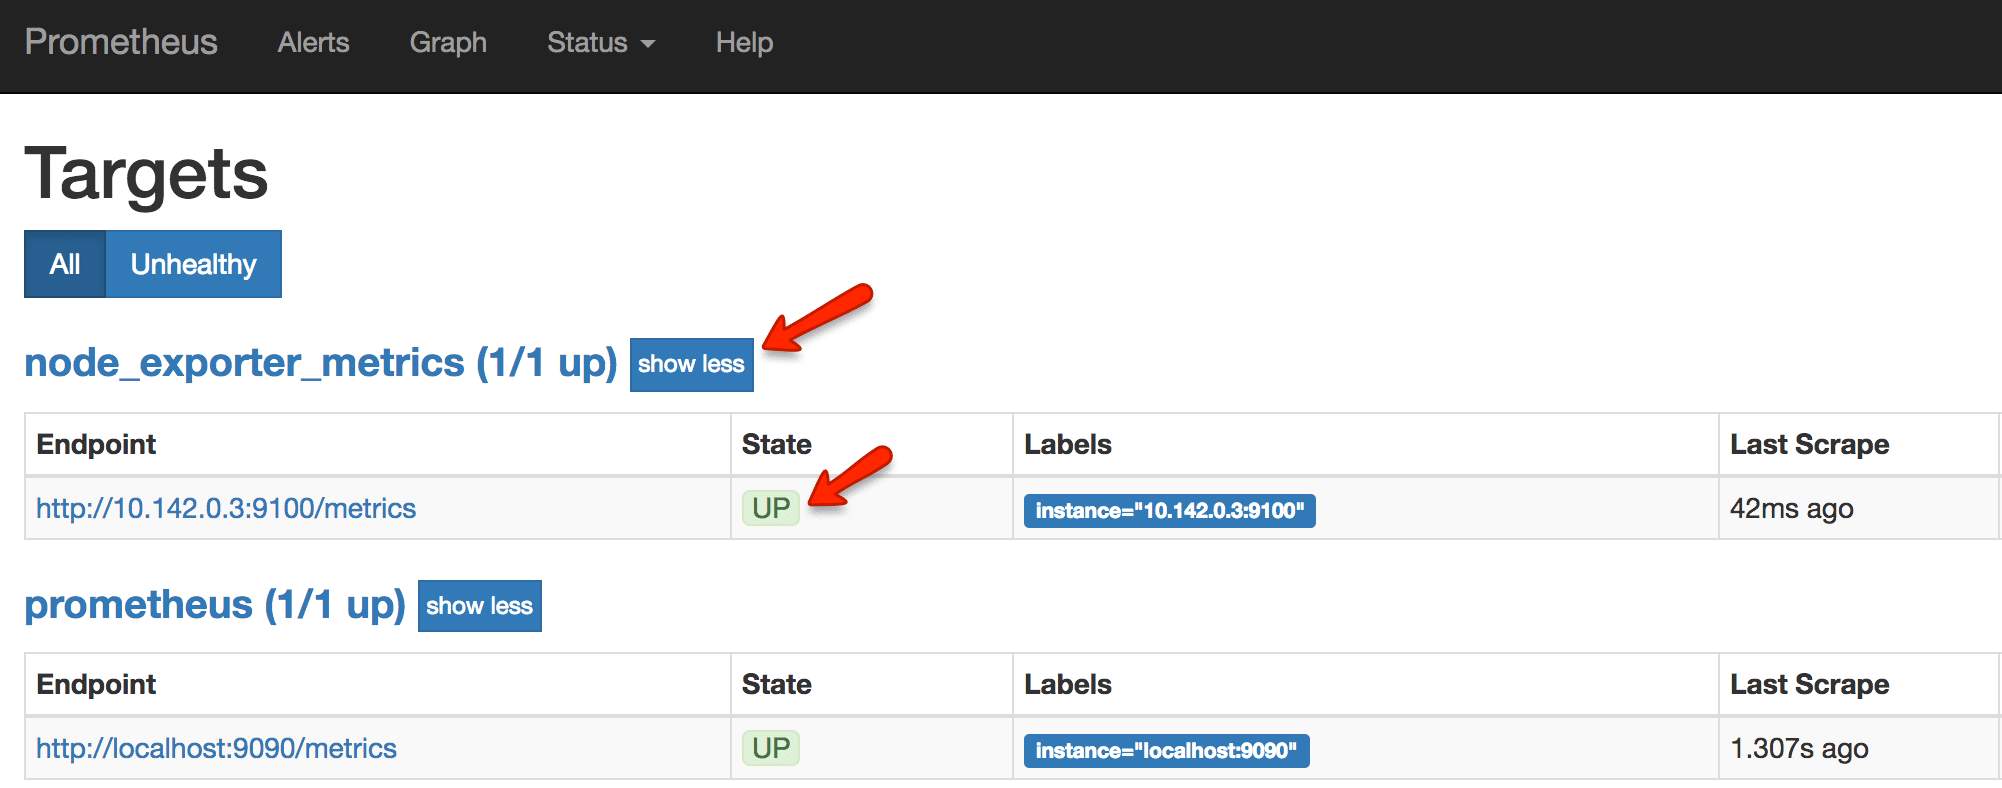 Prometheus Alerts Graph Status Help
Targets
All Unhealthy
node_exporter_metrics (1/1 up) show less
Endpoint State Labels Last Scrape
http://10.142.0.3:9100/metrics UP instance="10.142.0.3:9100" 42ms ago
prometheus (1/1 up) show less
Endpoint State Labels Last Scrape
http://localhost:9090/metrics UP instance="localhost:9090" 1.307s ago